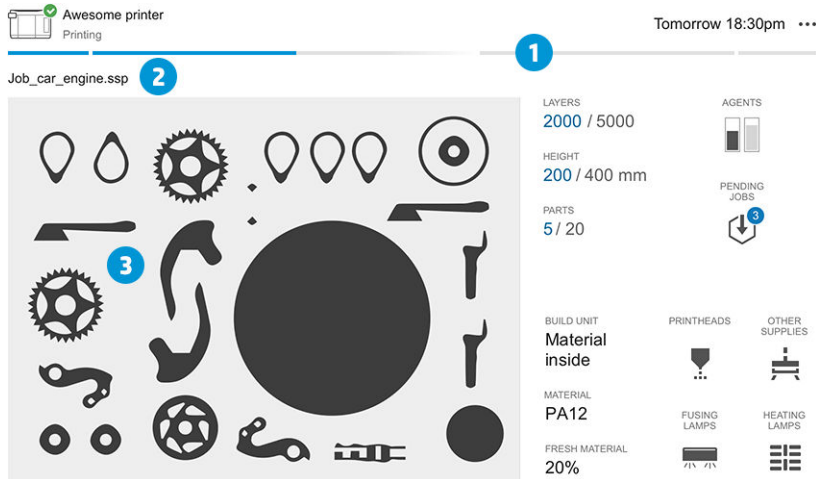 Awesome printer
Printing
Tomorrow 18:30pm
1
Job_car_engine.ssp
2
3
LAYERS
2000 / 5000
HEIGHT
200 / 400 mm
PARTS
5 / 20
AGENTS
PENDING
JOBS
3
BUILD UNIT
Material
inside
MATERIAL
PA12
FRESH MATERIAL
20%
PRINTHEADS
OTHER
SUPPLIES
FUSING
LAMPS
HEATING
LAMPS